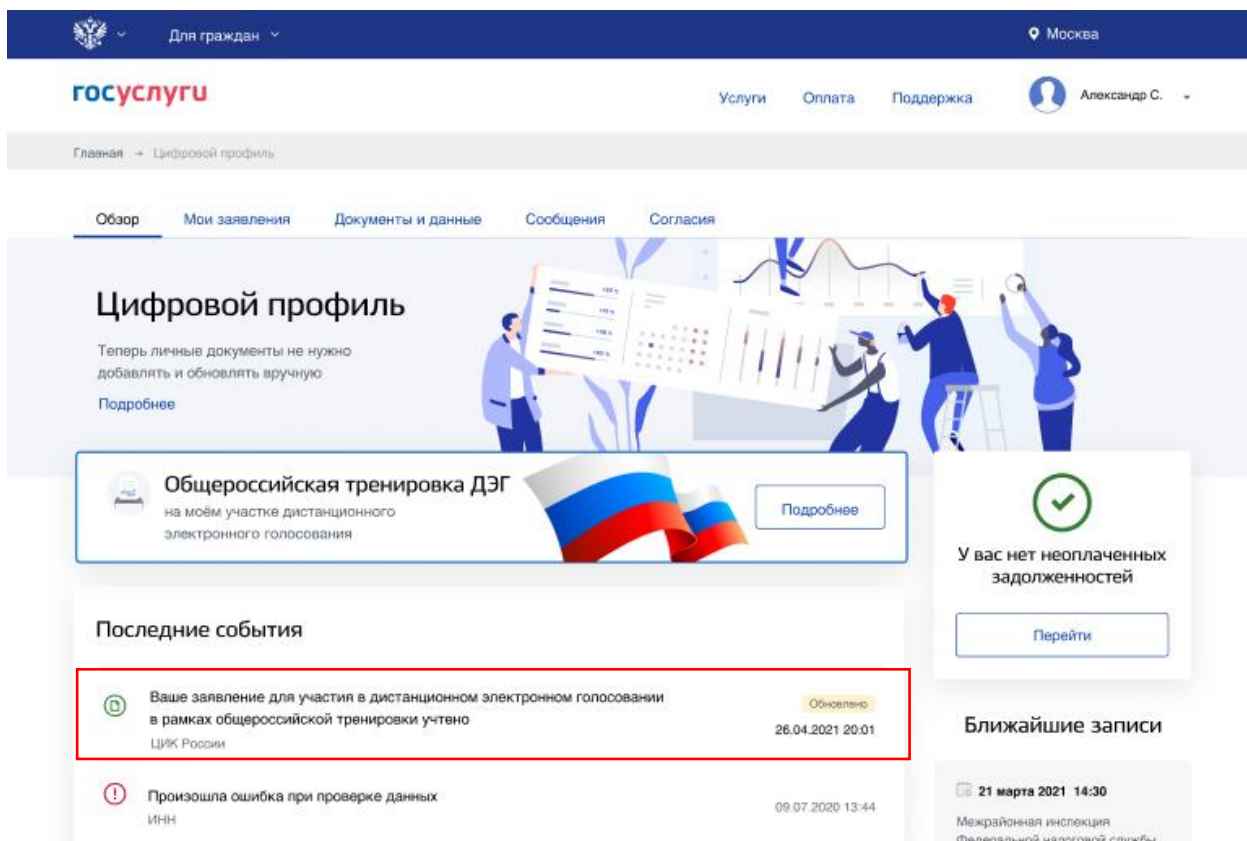 Для граждан
Москва
госуслуги
Услуги Оплата Поддержка Александр С.
Главная → Цифровой профиль
Обзор Мои заявления Документы и данные Сообщения Согласия
Цифровой профиль
Теперь личные документы не нужно
добавлять и обновлять вручную
Подробнее
Общероссийская тренировка ДЭГ
на моём участке дистанционного
электронного голосования
Подробнее
У вас нет неоплаченных
задолженностей
Перейти
Последние события
Ваше заявление для участия в дистанционном электронном голосовании
в рамках общероссийской тренировки учтено
ЦИК России
Обновлено
26.04.2021 20:01
Произошла ошибка при проверке данных
ИНН
09.07.2020 13:44
Ближайшие записи
21 марта 2021 14:30
Межрайонная инспекция
Федеральной налоговой службы